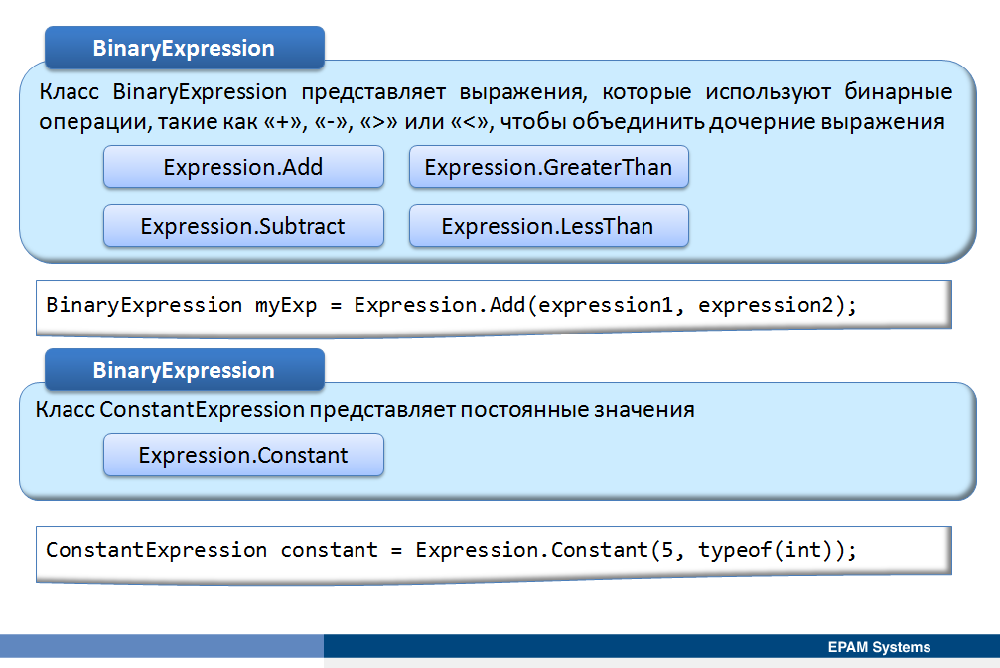 BinaryExpression
Класс BinaryExpression представляет выражения, которые используют бинарные
операции, такие как «+», «-», «>» или «<», чтобы объединить дочерние выражения
Expression.Add
Expression.GreaterThan
Expression.Subtract
Expression.LessThan
BinaryExpression myExp = Expression.Add(expression1, expression2);
BinaryExpression
Класс ConstantExpression представляет постоянные значения
Expression.Constant
ConstantExpression constant = Expression.Constant(5, typeof(int));
EPAM Systems